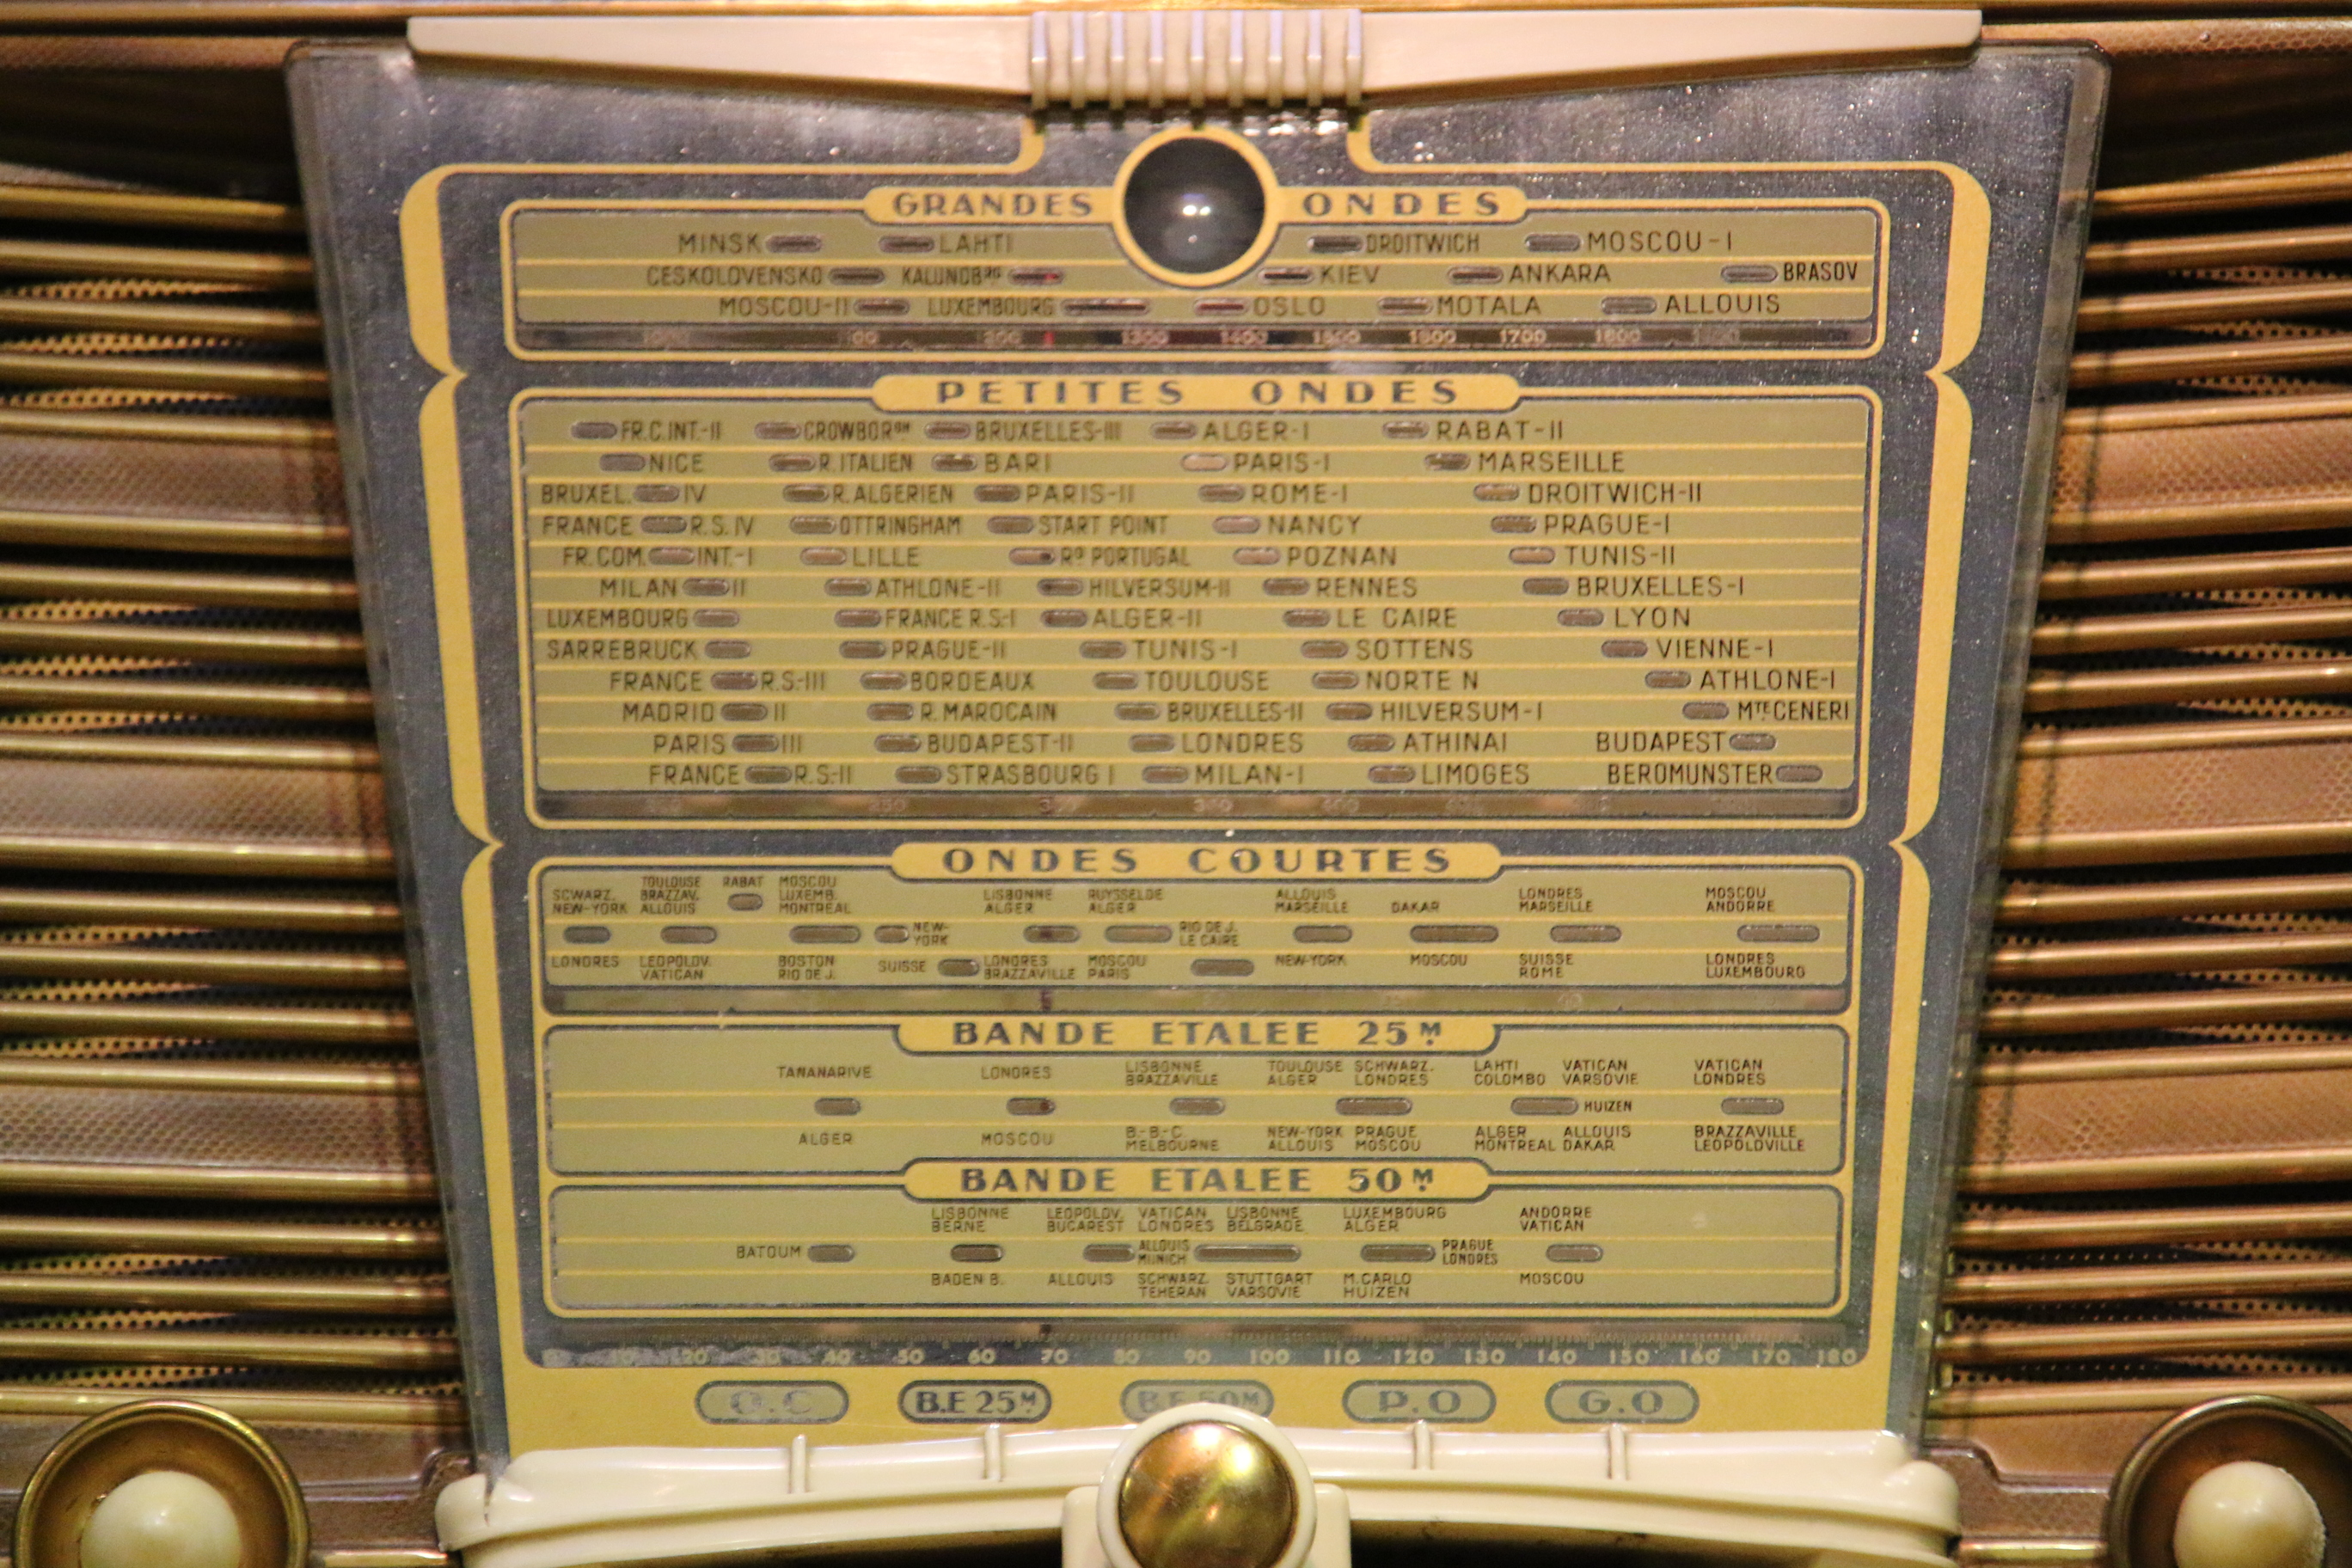 GRANDES ONDES
MINSK LAHTI DROITWICH MOSCOU-I
CESKOLOVENSKO KALUNDBRG KIEV ANKARA BRASOV
MOSCOU-II LUXEMBOURG OSLO MOTALA ALLOUIS
1300 1400 1500 1600 1700 1800
PETITES ONDES
FR.C.INT.-II CROWBORGH BRUXELLES-III ALGER-I RABAT-II
NICE R.ITALIEN BARI PARIS-I MARSEILLE
BRUXEL. IV R.ALGERIEN PARIS-II ROME-I DROITWICH-II
FRANCE R.S.IV OTTRINGHAM START POINT NANCY PRAGUE-I
FR.COM. INT.-I LILLE Rº PORTUGAL POZNAN TUNIS-II
MILAN II ATHLONE-II HILVERSUM-II RENNES BRUXELLES-I
LUXEMBOURG FRANCE R.S-I ALGER-II LE CAIRE LYON
SARREBRUCK PRAGUE-II TUNIS-I SOTTENS VIENNE-I
FRANCE R.S-III BORDEAUX TOULOUSE NORTE N ATHLONE-I
MADRID II R.MAROCAIN BRUXELLES-II HILVERSUM-I MTE CENERI
PARIS III BUDAPEST-II LONDRES ATHINAI BUDAPEST
FRANCE R.S-II STRASBOURG I MILAN-I LIMOGES BEROMUNSTER
ONDES COURTES
TOULOUSE RABAT MOSCOU
SCWARZ. BRAZZAV. LUXEMB. LISBONNE RUYSSELDE ALLOUIS LONDRES MOSCOU
NEW-YORK ALLOUIS MONTREAL ALGER ALGER MARSEILLE DAKAR MARSEILLE ANDORRE
NEW- RIO DE J.
YORK LE CAIRE
LONDRES LEOPOLDV. BOSTON SUISSE LONDRES MOSCOU NEW-YORK MOSCOU SUISSE LONDRES
VATICAN RIO DE J. BRAZZAVILLE PARIS ROME LUXEMBOURG
BANDE ETALEE 25M
TANANARIVE LONDRES LISBONNE TOULOUSE SCHWARZ. LAHTI VATICAN VATICAN
BRAZZAVILLE ALGER LONDRES COLOMBO VARSOVIE LONDRES
HUIZEN
ALGER MOSCOU B.-B.-C. NEW-YORK PRAGUE ALGER ALLOUIS BRAZZAVILLE
MELBOURNE ALLOUIS MOSCOU MONTREAL DAKAR LEOPOLDVILLE
BANDE ETALEE 50M
LISBONNE LEOPOLDV. VATICAN LISBONNE LUXEMBOURG ANDORRE
BERNE BUCAREST LONDRES BELGRADE ALGER VATICAN
BATOUM ALLOUIS PRAGUE
MUNICH LONDRES
BADEN B. ALLOUIS SCHWARZ. STUTTGART M.CARLO MOSCOU
TEHERAN VARSOVIE HUIZEN
0 10 20 30 40 50 60 70 80 90 100 110 120 130 140 150 160 170 180
O.C B.E 25M B.E 50M P.O G.O